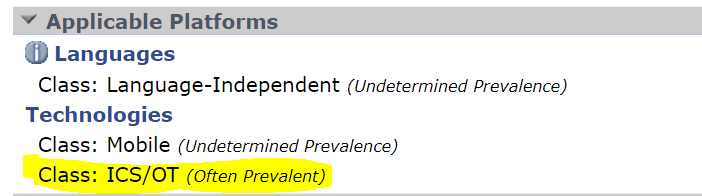 Applicable Platforms
Languages
Class: Language-Independent (Undetermined Prevalence)
Technologies
Class: Mobile (Undetermined Prevalence)
Class: ICS/OT (Often Prevalent)